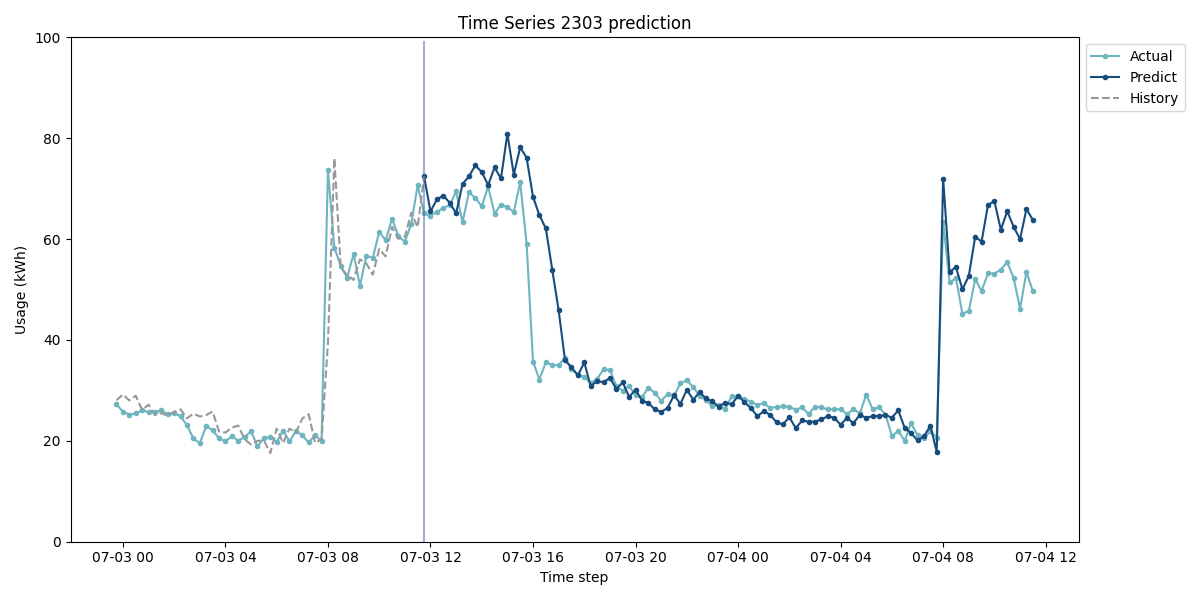 Time Series 2303 prediction
Usage (kWh)
100
80
60
40
20
0
07-03 00
07-03 04
07-03 08
07-03 12
07-03 16
07-03 20
07-04 00
07-04 04
07-04 08
07-04 12
Time step
Actual
Predict
History